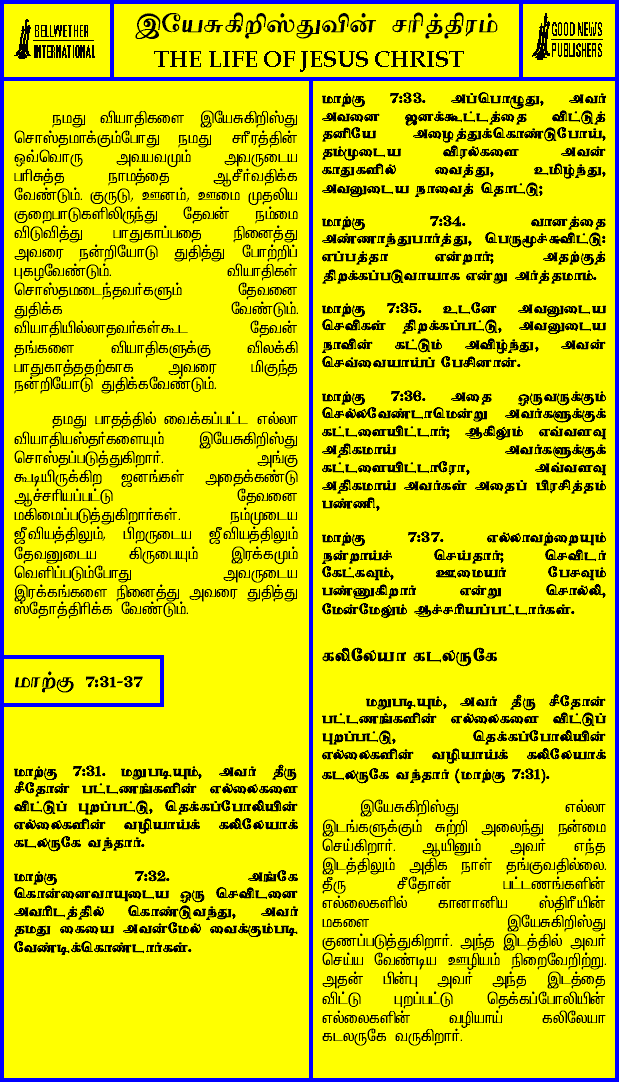 BELLWETHER
INTERNATIONAL
இயேசுகிறிஸ்துவின் சரித்திரம்
THE LIFE OF JESUS CHRIST
GOOD NEWS
PUBLISHERS
நமது வியாதிகளை இயேசுகிறிஸ்து
சொஸ்தமாக்கும்போது நமது சரீரத்தின்
ஒவ்வொரு அவயவமும் அவருடைய
பரிசுத்த நாமத்தை ஆசீர்வதிக்க
வேண்டும். குருடு, ஊனம், ஊமை முதலிய
குறைபாடுகளிலிருந்து தேவன் நம்மை
விடுவித்து பாதுகாப்பதை நினைத்து
அவரை நன்றியோடு துதித்து போற்றிப்
புகழவேண்டும். வியாதிகள்
சொஸ்தமடைந்தவர்களும் தேவனை
துதிக்க வேண்டும்.
வியாதியில்லாதவர்கள்கூட தேவன்
தங்களை வியாதிகளுக்கு விலக்கி
பாதுகாத்ததற்காக அவரை மிகுந்த
நன்றியோடு துதிக்கவேண்டும்.
தமது பாதத்தில் வைக்கப்பட்ட எல்லா
வியாதியஸ்தர்களையும் இயேசுகிறிஸ்து
சொஸ்தப்படுத்துகிறார். அங்கு
கூடியிருக்கிற ஜனங்கள் அதைக்கண்டு
ஆச்சரியப்பட்டு தேவனை
மகிமைப்படுத்துகிறார்கள். நம்முடைய
ஜீவியத்திலும், பிறருடைய ஜீவியத்திலும்
தேவனுடைய கிருபையும் இரக்கமும்
வெளிப்படும்போது அவருடைய
இரக்கங்களை நினைத்து அவரை துதித்து
ஸ்தோத்திரிக்க வேண்டும்.
மாற்கு 7:31-37
மாற்கு 7:31. மறுபடியும், அவர் தீரு
சீதோன் பட்டணங்களின் எல்லைகளை
விட்டுப் புறப்பட்டு, தெக்கப்போலியின்
எல்லைகளின் வழியாய்க் கலிலேயாக்
கடலருகே வந்தார்.
மாற்கு 7:32. அங்கே
கொன்னைவாயுடைய ஒரு செவிடனை
அவரிடத்தில் கொண்டுவந்து, அவர்
தமது கையை அவன்மேல் வைக்கும்படி
வேண்டிக்கொண்டார்கள்.
மாற்கு 7:33. அப்பொழுது, அவர்
அவனை ஜனக்கூட்டத்தை விட்டுத்
தனியே அழைத்துக்கொண்டுபோய்,
தம்முடைய விரல்களை அவன்
காதுகளில் வைத்து, உமிழ்ந்து,
அவனுடைய நாவைத் தொட்டு;
மாற்கு 7:34. வானத்தை
அண்ணாந்துபார்த்து, பெருமூச்சுவிட்டு:
எப்பத்தா என்றார்; அதற்குத்
திறக்கப்படுவாயாக என்று அர்த்தமாம்.
மாற்கு 7:35. உடனே அவனுடைய
செவிகள் திறக்கப்பட்டு, அவனுடைய
நாவின் கட்டும் அவிழ்ந்து, அவன்
செவ்வையாய்ப் பேசினான்.
மாற்கு 7:36. அதை ஒருவருக்கும்
செல்லவேண்டாமென்று அவர்களுக்குக்
கட்டளையிட்டார்; ஆகிலும் எவ்வளவு
அதிகமாய் அவர்களுக்குக்
கட்டளையிட்டாரோ, அவ்வளவு
அதிகமாய் அவர்கள் அதைப் பிரசித்தம்
பண்ணி,
மாற்கு 7:37. எல்லாவற்றையும்
நன்றாய்ச் செய்தார்; செவிடர்
கேட்கவும், ஊமையர் பேசவும்
பண்ணுகிறார் என்று சொல்லி,
மேன்மேலும் ஆச்சரியப்பட்டார்கள்.
கலிலேயா கடலருகே
மறுபடியும், அவர் தீரு சீதோன்
பட்டணங்களின் எல்லைகளை விட்டுப்
புறப்பட்டு, தெக்கப்போலியின்
எல்லைகளின் வழியாய்க் கலிலேயாக்
கடலருகே வந்தார் (மாற்கு 7:31).
இயேசுகிறிஸ்து எல்லா
இடங்களுக்கும் சுற்றி அலைந்து நன்மை
செய்கிறார். ஆயினும் அவர் எந்த
இடத்திலும் அதிக நாள் தங்குவதில்லை.
தீரு சீதோன் பட்டணங்களின்
எல்லைகளில் கானானிய ஸ்திரீயின்
மகளை இயேசுகிறிஸ்து
குணப்படுத்துகிறார். அந்த இடத்தில் அவர்
செய்ய வேண்டிய ஊழியம் நிறைவேறிற்று.
அதன் பின்பு அவர் அந்த இடத்தை
விட்டு புறப்பட்டு தெக்கப்போலியின்
எல்லைகளின் வழியாய் கலிலேயா
கடலருகே வருகிறார்.